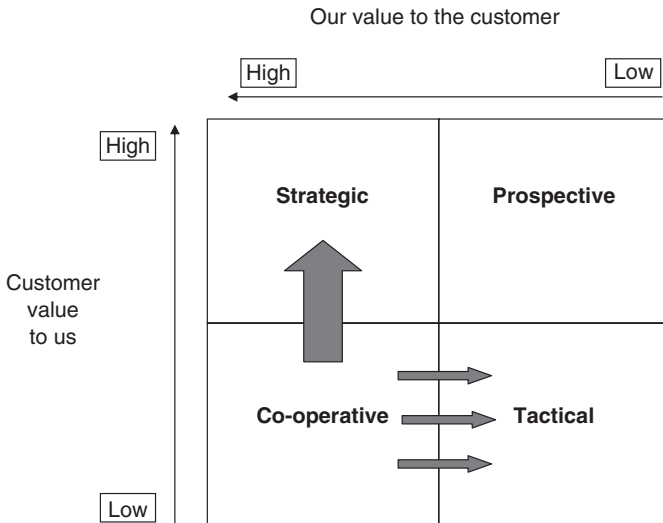 Our value to the customer
High
Low
High
Strategic
Prospective
Customer
value
to us
Co-operative
Tactical
Low